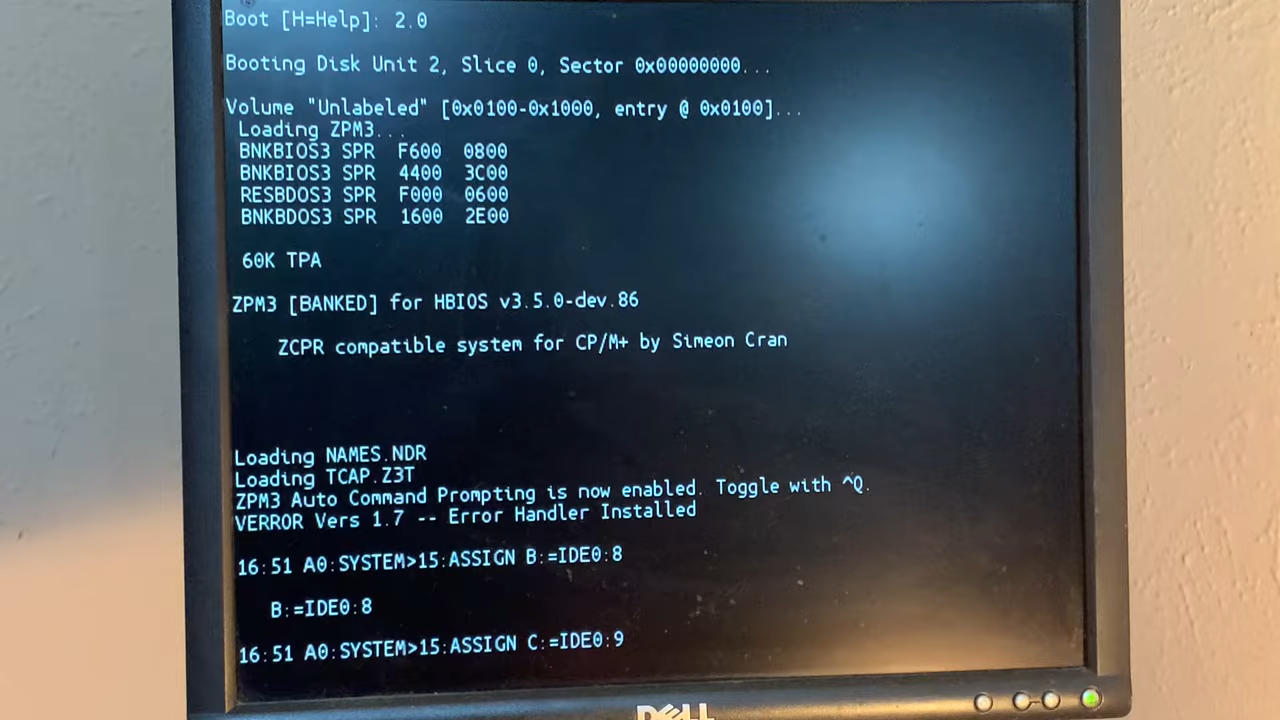 Boot [H=Help]: 2.0
Booting Disk Unit 2, Slice 0, Sector 0x00000000...
Volume "Unlabeled" [0x0100-0x1000, entry @ 0x0100]...
Loading ZPM3...
BNKBIOS3 SPR F600 0800
BNKBIOS3 SPR 4400 3C00
RESBDOS3 SPR F000 0600
BNKBDOS3 SPR 1600 2E00
60K TPA
ZPM3 [BANKED] for HBIOS v3.5.0-dev.86
ZCPR compatible system for CP/M+ by Simeon Cran
Loading NAMES.NDR
Loading TCAP.Z3T
ZPM3 Auto Command Prompting is now enabled. Toggle with ^Q.
VERROR Vers 1.7 -- Error Handler Installed
16:51 A0:SYSTEM>15:ASSIGN B:=IDE0:8
B:=IDE0:8
16:51 A0:SYSTEM>15:ASSIGN C:=IDE0:9
DELL